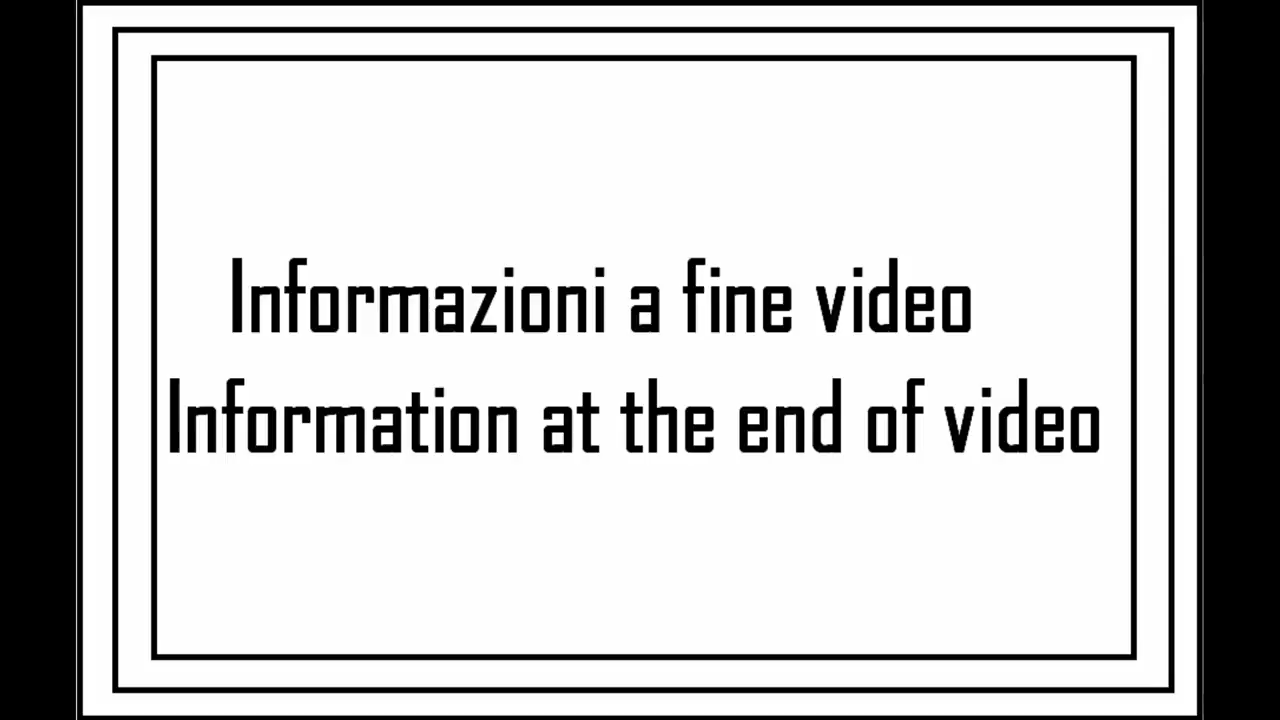 Informazioni a fine video
Information at the end of video